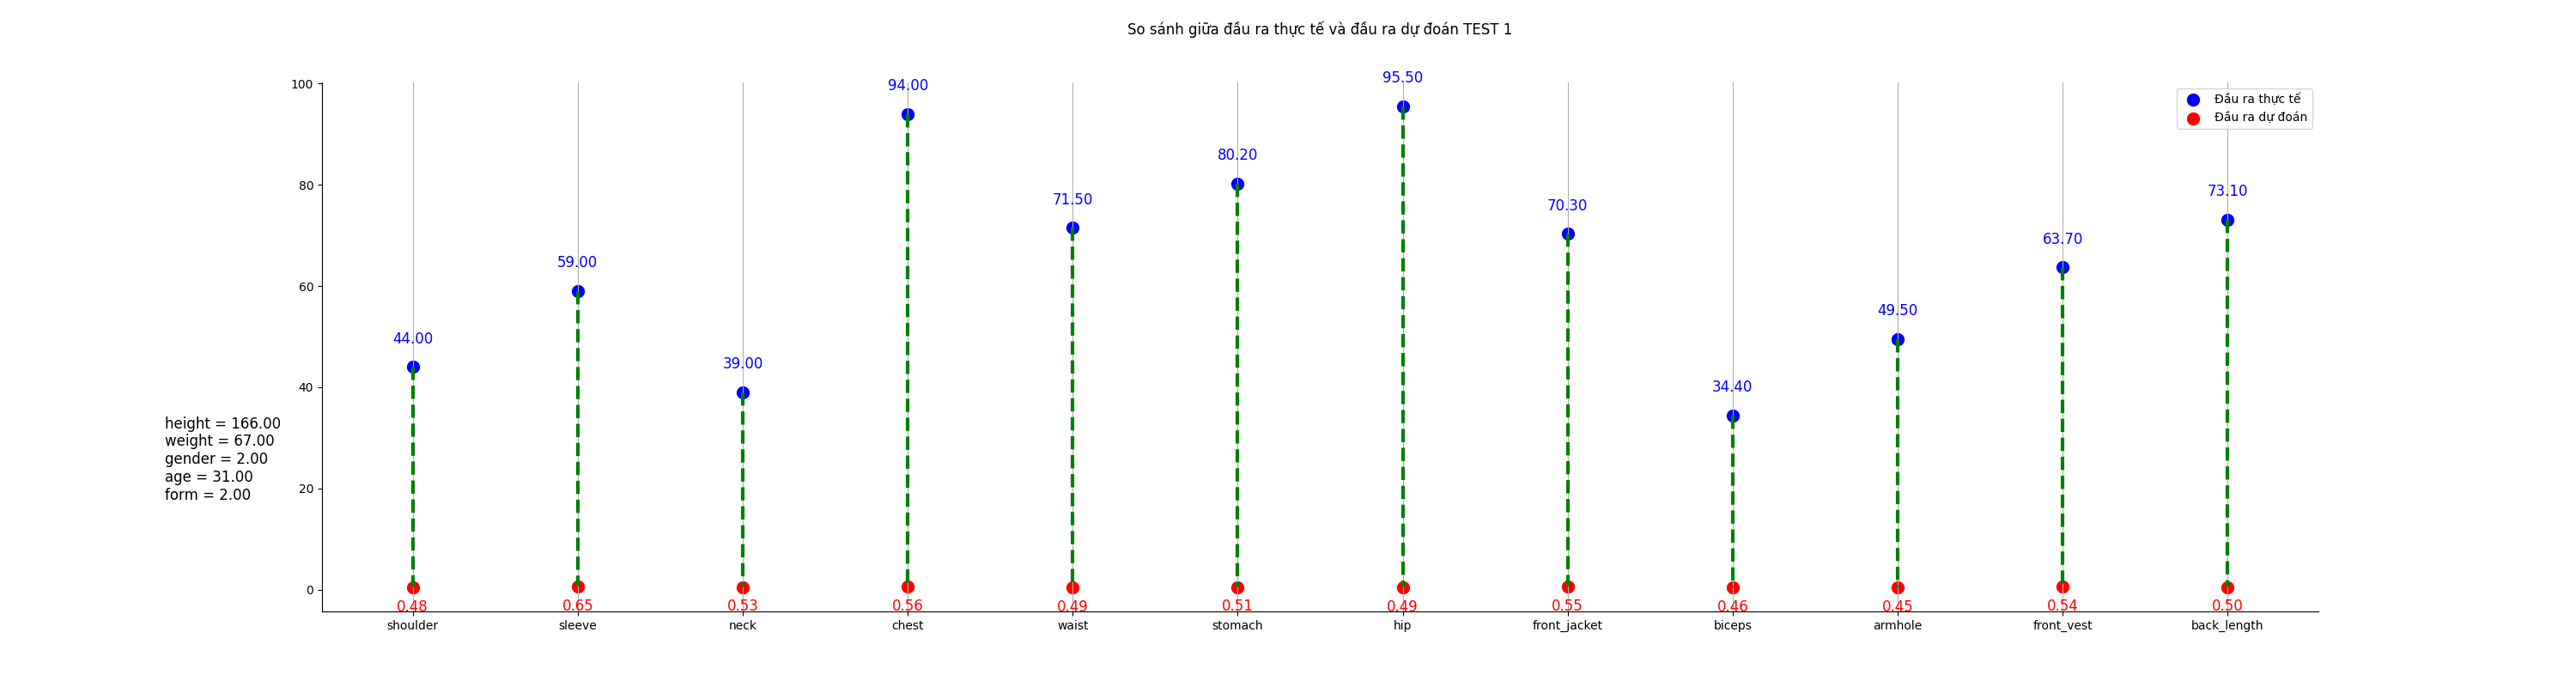 So sánh giữa đầu ra thực tế và đầu ra dự đoán TEST 1
100
80
60
40
20
0
94.00
95.50
80.20
71.50
70.30
73.10
63.70
59.00
49.50
44.00
39.00
34.40
Đầu ra thực tế
Đầu ra dự đoán
height = 166.00
weight = 67.00
gender = 2.00
age = 31.00
form = 2.00
0.48 0.65 0.53 0.56 0.49 0.51 0.49 0.55 0.46 0.45 0.54 0.50
shoulder sleeve neck chest waist stomach hip front_jacket biceps armhole front_vest back_length